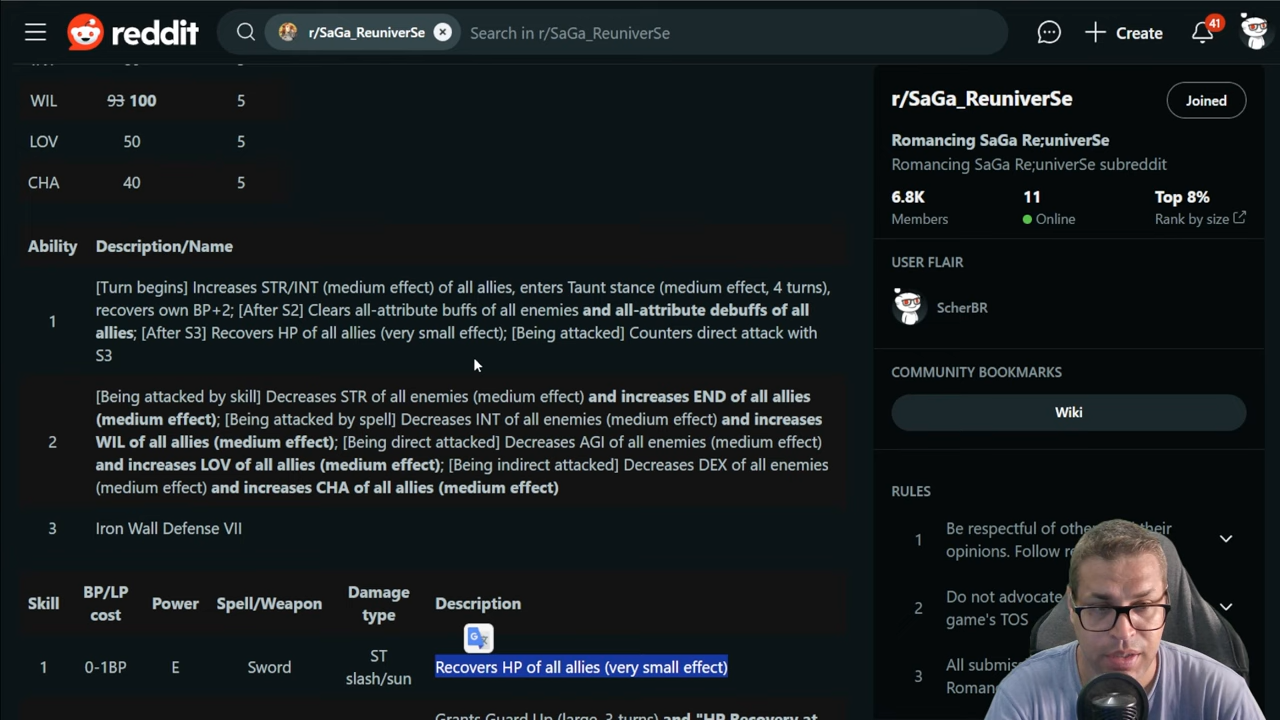 reddit
r/SaGa_ReuniverSe
Search in r/SaGa_ReuniverSe
Create
41
WIL 93 100 5
LOV 50 5
CHA 40 5
Ability Description/Name
1
[Turn begins] Increases STR/INT (medium effect) of all allies, enters Taunt stance (medium effect, 4 turns),
recovers own BP+2; [After S2] Clears all-attribute buffs of all enemies and all-attribute debuffs of all
allies; [After S3] Recovers HP of all allies (very small effect); [Being attacked] Counters direct attack with
S3
2
[Being attacked by skill] Decreases STR of all enemies (medium effect) and increases END of all allies
(medium effect); [Being attacked by spell] Decreases INT of all enemies (medium effect) and increases
WIL of all allies (medium effect); [Being direct attacked] Decreases AGI of all enemies (medium effect)
and increases LOV of all allies (medium effect); [Being indirect attacked] Decreases DEX of all enemies
(medium effect) and increases CHA of all allies (medium effect)
3 Iron Wall Defense VII
Skill
BP/LP
cost
Power
Spell/Weapon
Damage
type
Description
1
0-1BP
E
Sword
ST
slash/sun
Recovers HP of all allies (very small effect)
Grants Guard Up (large, 3 turns) and "HP Recovery at
r/SaGa_ReuniverSe
Joined
Romancing SaGa Re;univerSe
Romancing SaGa Re;univerSe subreddit
6.8K 11 Top 8%
Members Online Rank by size
USER FLAIR
ScherBR
COMMUNITY BOOKMARKS
Wiki
RULES
1
Be respectful of other their
opinions. Follow
2
Do not advocate
game's TOS
3
All